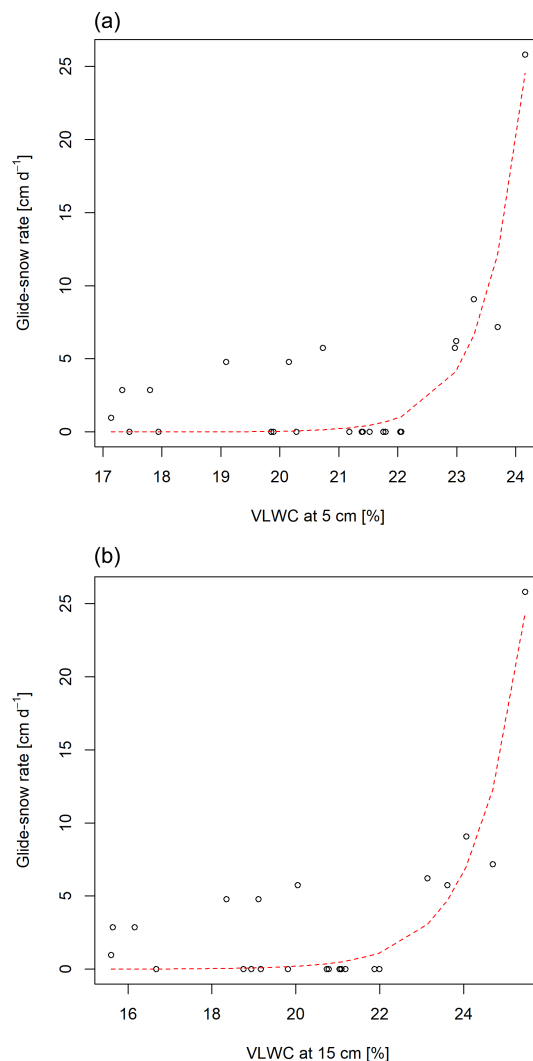 (a)
Glide-snow rate [cm d⁻¹]
25
20
15
10
5
0
17 18 19 20 21 22 23 24
VLWC at 5 cm [%]
(b)
Glide-snow rate [cm d⁻¹]
25
20
15
10
5
0
16 18 20 22 24
VLWC at 15 cm [%]